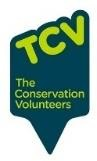 TCV
The
Conservation
Volunteers